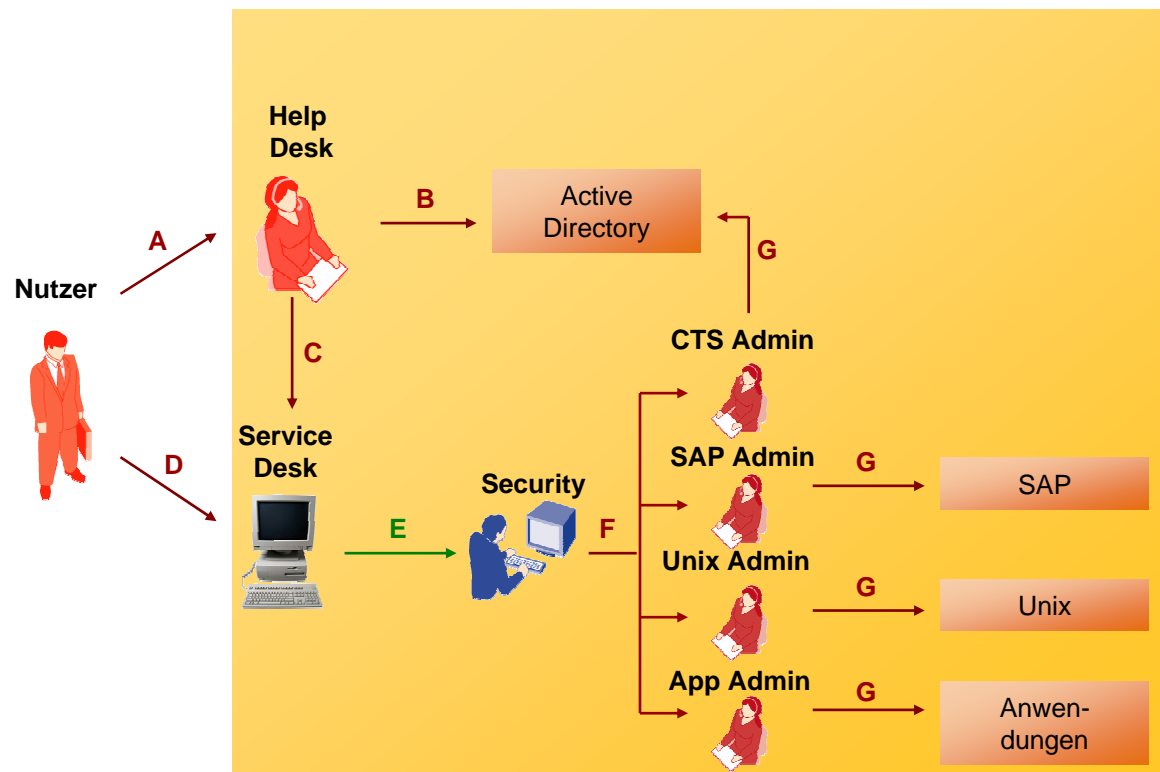 Help
Desk
B
Active
Directory
A
G
Nutzer
CTS Admin
C
Service
Desk
D
SAP Admin
G
SAP
Security
E
F
Unix Admin
G
Unix
App Admin
G
Anwen-
dungen